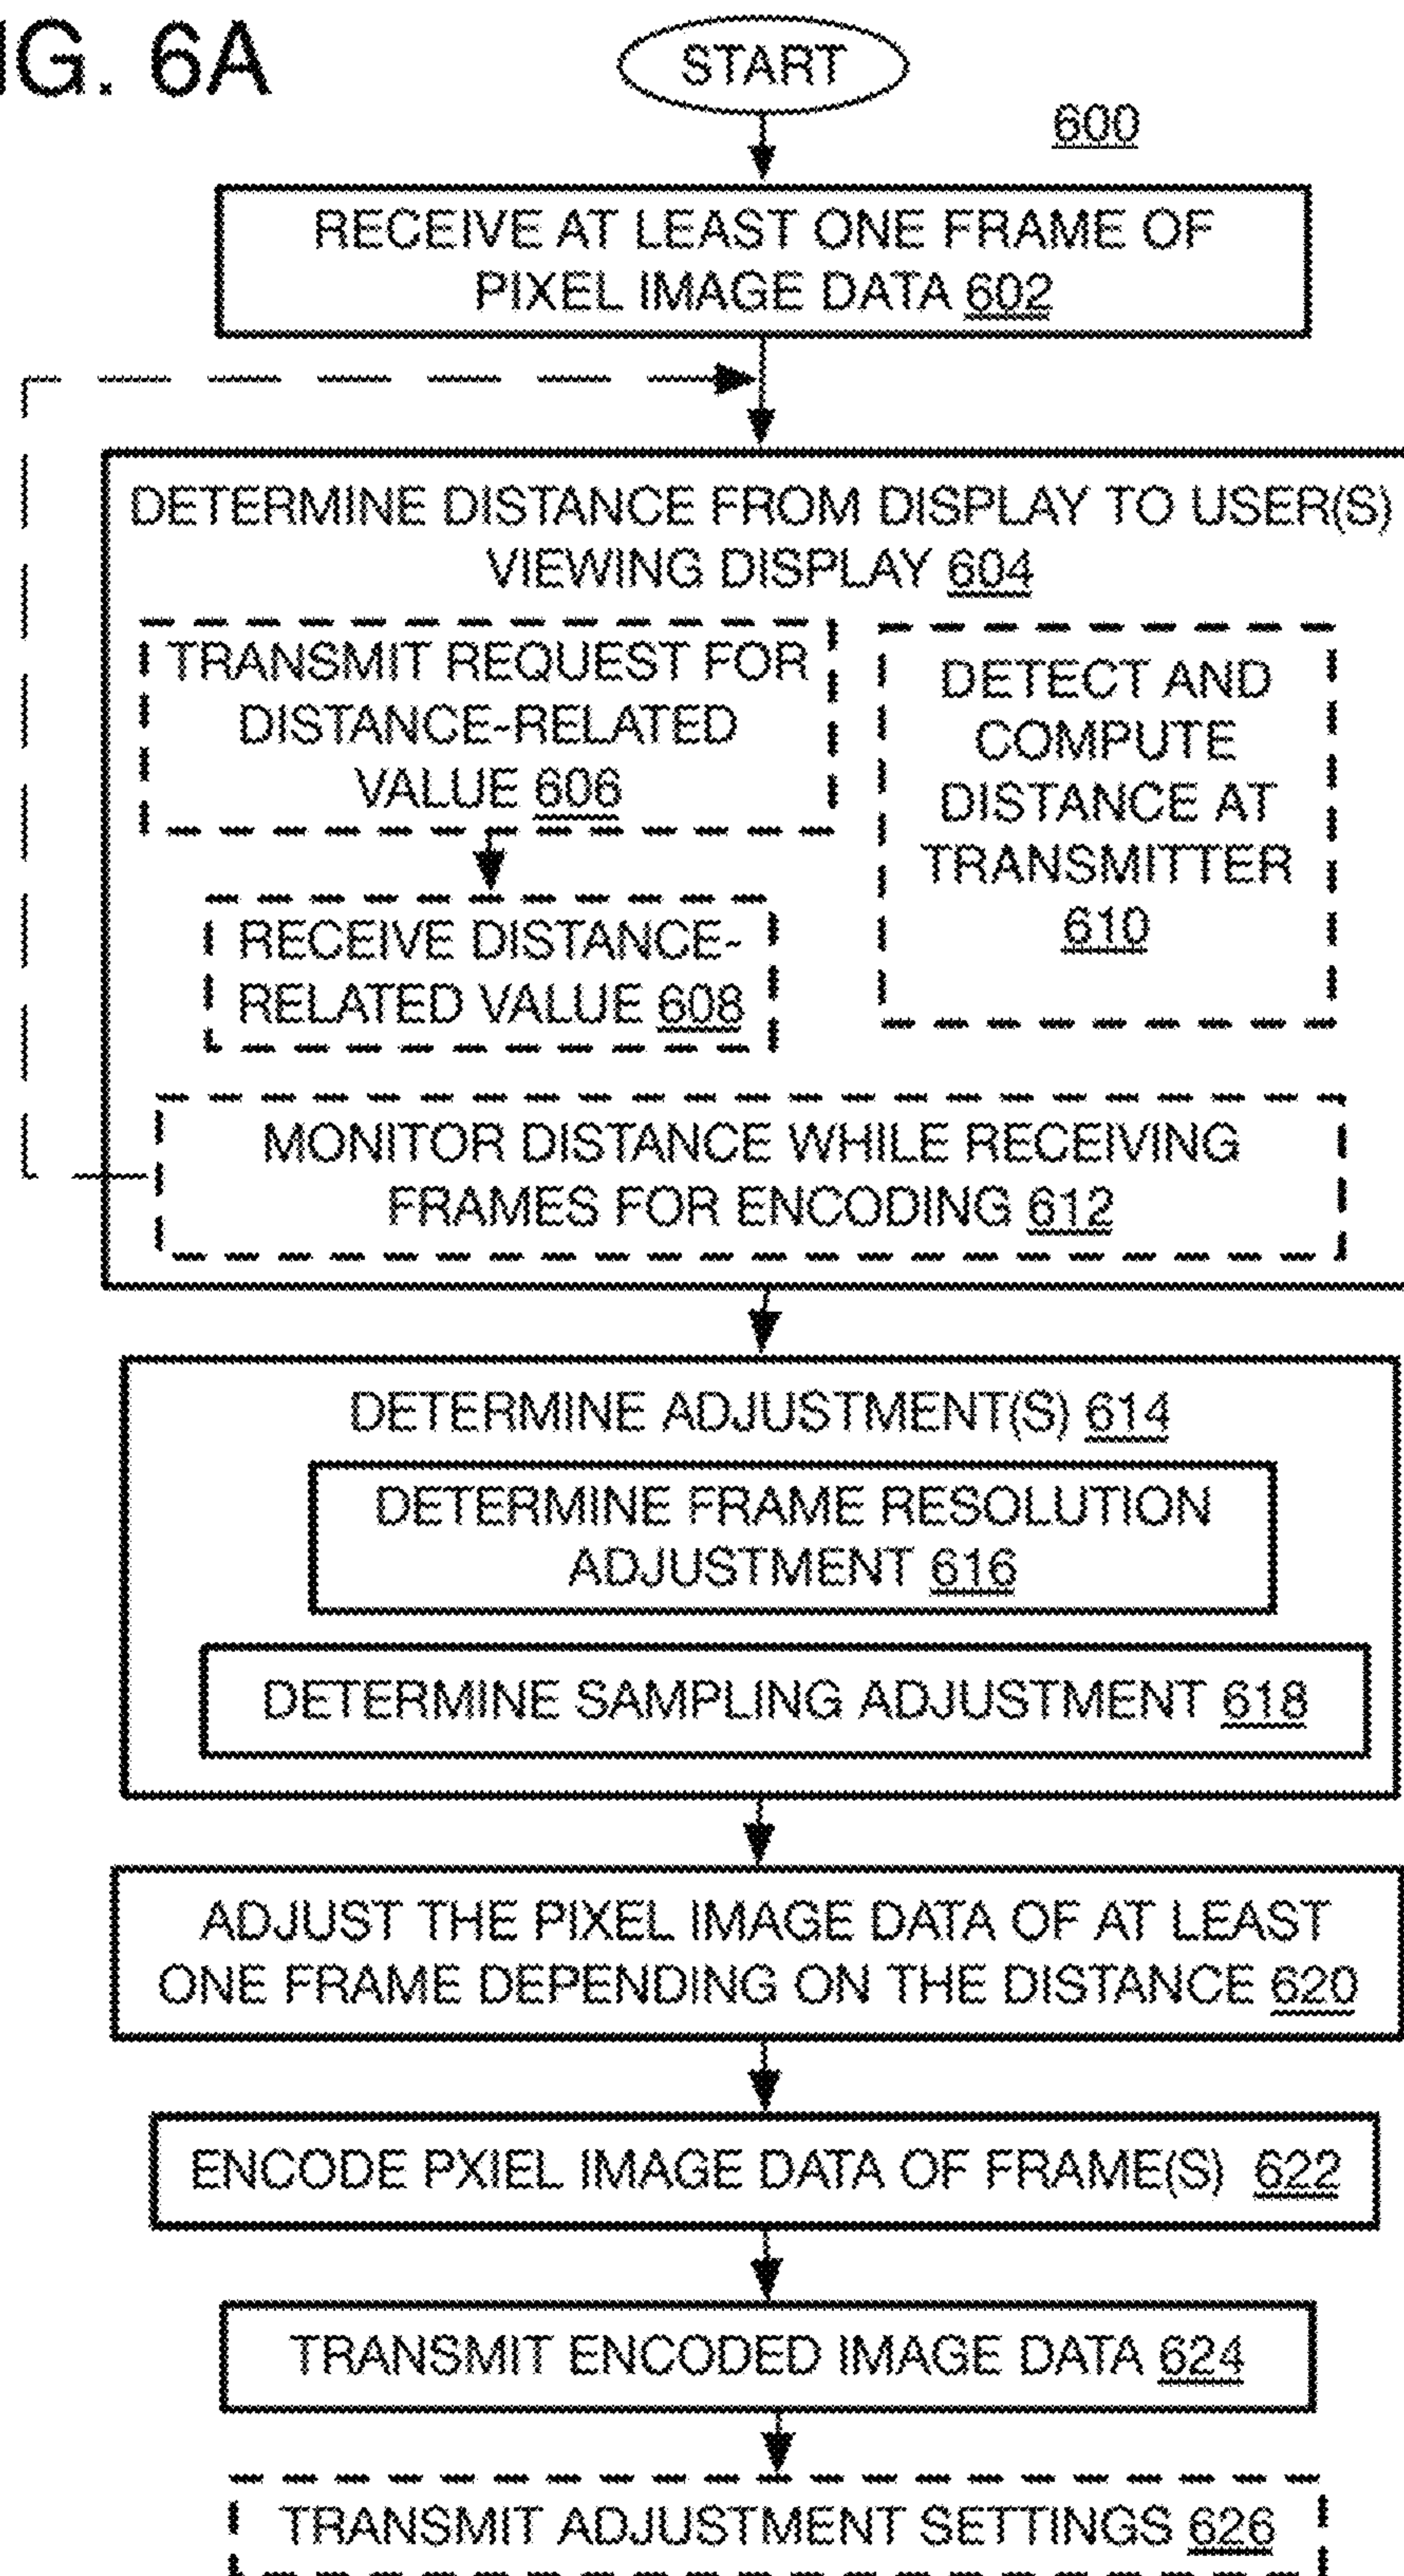 IG. 6A
START
600
RECEIVE AT LEAST ONE FRAME OF
PIXEL IMAGE DATA 602
DETERMINE DISTANCE FROM DISPLAY TO USER(S)
VIEWING DISPLAY 604
TRANSMIT REQUEST FOR
DISTANCE-RELATED
VALUE 606
RECEIVE DISTANCE-
RELATED VALUE 608
DETECT AND
COMPUTE
DISTANCE AT
TRANSMITTER
610
MONITOR DISTANCE WHILE RECEIVING
FRAMES FOR ENCODING 612
DETERMINE ADJUSTMENT(S) 614
DETERMINE FRAME RESOLUTION
ADJUSTMENT 616
DETERMINE SAMPLING ADJUSTMENT 618
ADJUST THE PIXEL IMAGE DATA OF AT LEAST
ONE FRAME DEPENDING ON THE DISTANCE 620
ENCODE PXIEL IMAGE DATA OF FRAME(S) 622
TRANSMIT ENCODED IMAGE DATA 624
TRANSMIT ADJUSTMENT SETTINGS 626